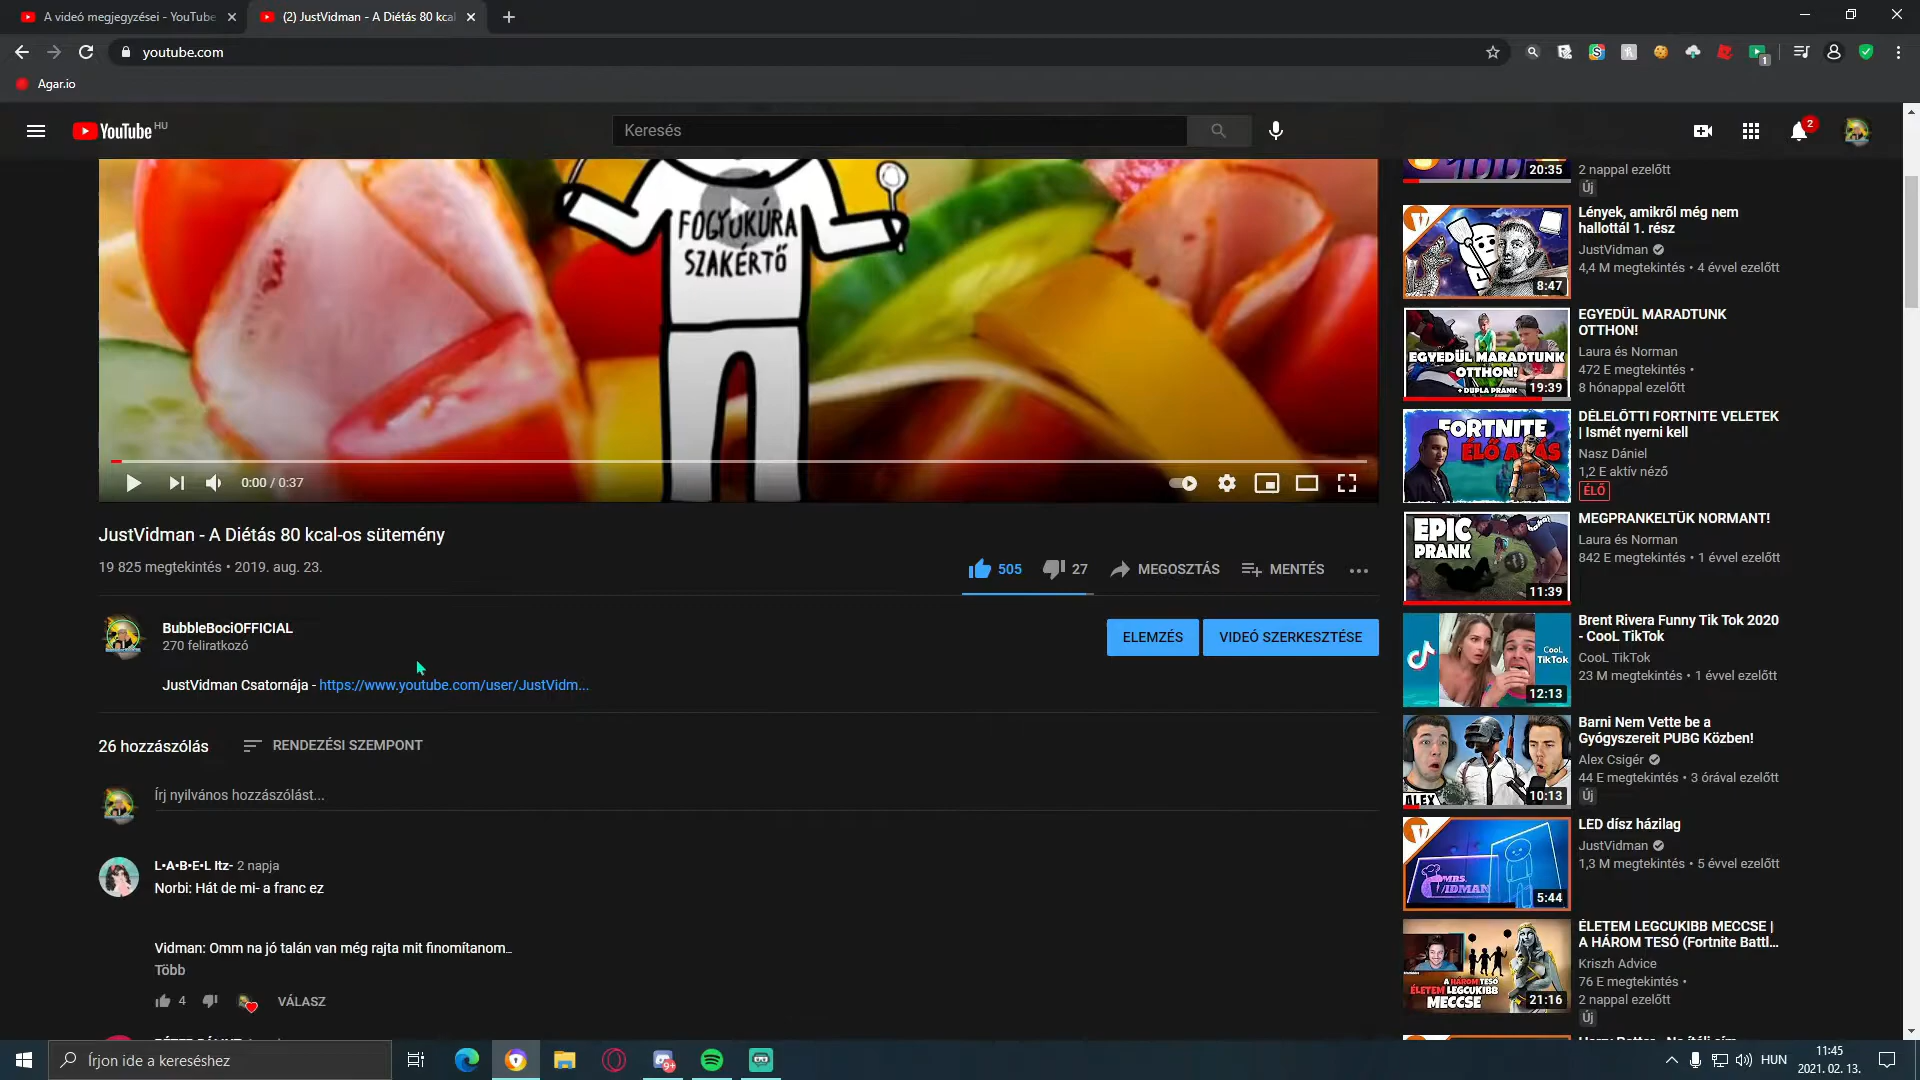 A videó megjegyzései - YouTube
(2) JustVidman - A Diétás 80 kcal
youtube.com
1
Agar.io
YouTube HU
Keresés
2
FOGYÓKÚRA
SZAKÉRTŐ
0:00 / 0:37
JustVidman - A Diétás 80 kcal-os sütemény
19 825 megtekintés • 2019. aug. 23.
505
27
MEGOSZTÁS
MENTÉS
BubbleBociOFFICIAL
270 feliratkozó
ELEMZÉS
VIDEÓ SZERKESZTÉSE
JustVidman Csatornája - https://www.youtube.com/user/JustVidm...
26 hozzászólás
RENDEZÉSI SZEMPONT
Írj nyilvános hozzászólást...
L•A•B•E•L Itz- 2 napja
Norbi: Hát de mi- a franc ez
Vidman: Omm na jó talán van még rajta mit finomítanom...
Több
4
VÁLASZ
20:35
2 nappal ezelőtt
Új
8:47
Lények, amikről még nem
hallottál 1. rész
JustVidman
4,4 M megtekintés • 4 évvel ezelőtt
EGYEDÜL MARADTUNK
OTTHON!
+ DUPLA PRANK
19:39
EGYEDÜL MARADTUNK
OTTHON!
Laura és Norman
472 E megtekintés •
8 hónappal ezelőtt
FORTNITE
ÉLŐ ADÁS
DÉLELŐTTI FORTNITE VELETEK
| Ismét nyerni kell
Nasz Dániel
1,2 E aktív néző
ÉLŐ
EPIC
PRANK
11:39
MEGPRANKELTÜK NORMANT!
Laura és Norman
842 E megtekintés • 1 évvel ezelőtt
CooL
TikTok
12:13
Brent Rivera Funny Tik Tok 2020
- CooL TikTok
CooL TikTok
23 M megtekintés • 1 évvel ezelőtt
ALEX
10:13
Barni Nem Vette be a
Gyógyszereit PUBG Közben!
Alex Csigér
44 E megtekintés • 3 órával ezelőtt
Új
MRS.
VIDMAN
5:44
LED dísz házilag
JustVidman
1,3 M megtekintés • 5 évvel ezelőtt
A HÁROM TESÓ
ÉLETEM LEGCUKIBB
MECCSE
21:16
ÉLETEM LEGCUKIBB MECCSE |
A HÁROM TESÓ (Fortnite Battl...
Kriszh Advice
76 E megtekintés •
2 nappal ezelőtt
Új
Írjon ide a kereséshez
9+
HUN
11:45
2021. 02. 13.